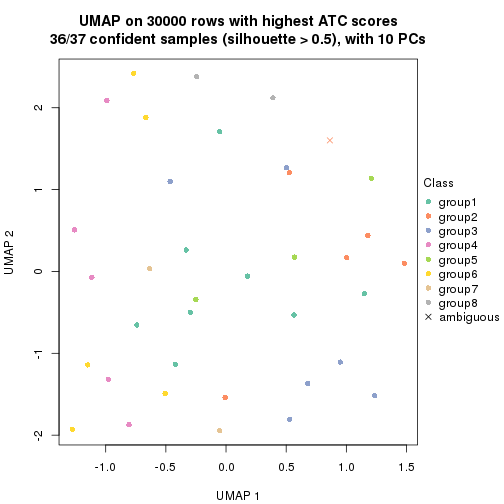 UMAP on 30000 rows with highest ATC scores
36/37 confident samples (silhouette > 0.5), with 10 PCs
UMAP 2
2
1
0
-1
-2
-1.0 -0.5 0.0 0.5 1.0 1.5
UMAP 1
Class
group1
group2
group3
group4
group5
group6
group7
group8
ambiguous